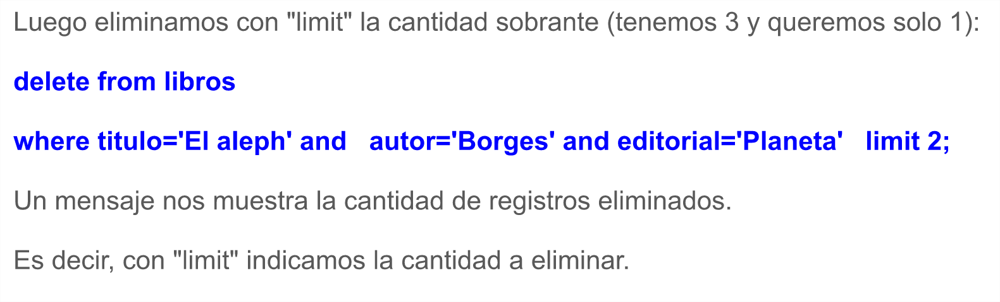 Luego eliminamos con "limit" la cantidad sobrante (tenemos 3 y queremos solo 1):
delete from libros
where titulo='El aleph' and   autor='Borges' and editorial='Planeta'   limit 2;
Un mensaje nos muestra la cantidad de registros eliminados.
Es decir, con "limit" indicamos la cantidad a eliminar.